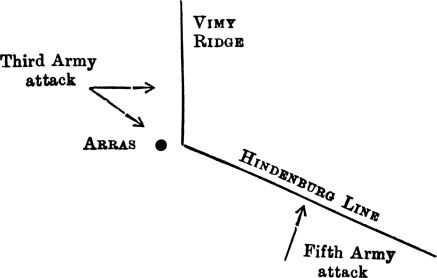 VIMY
RIDGE
Third Army
attack
ARRAS
HINDENBURG LINE
Fifth Army
attack